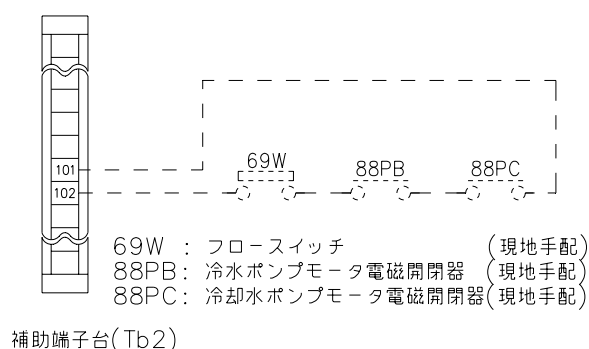 101
102
69W
88PB
88PC
69W : フロースイッチ (現地手配)
88PB: 冷水ポンプモータ電磁開閉器 (現地手配)
88PC: 冷却水ポンプモータ電磁開閉器(現地手配)
補助端子台(Tb2)